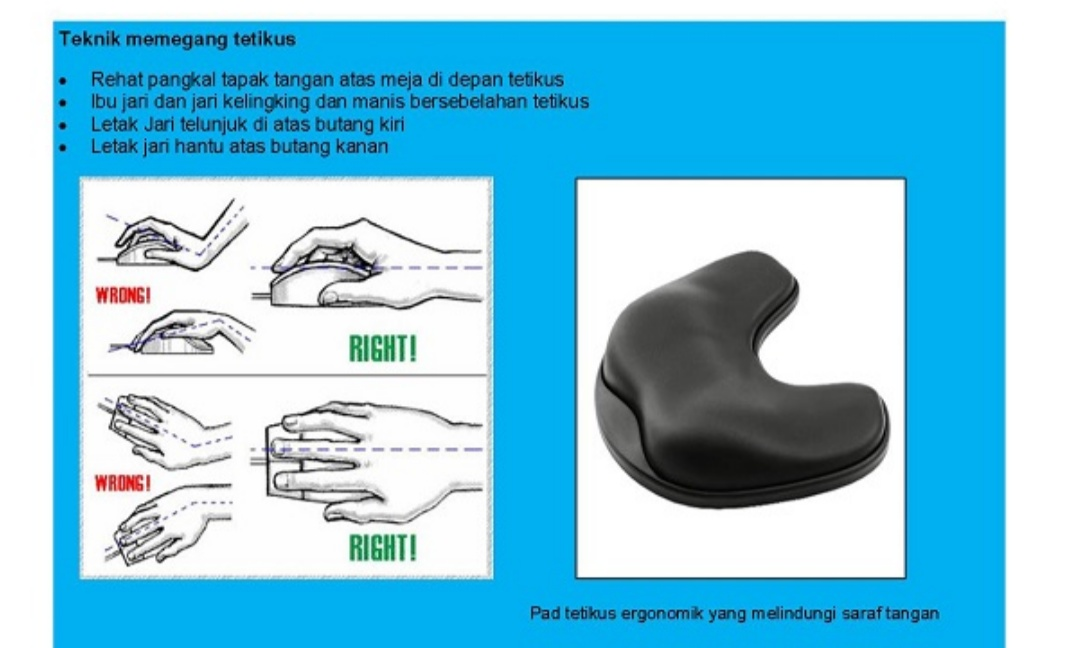 Teknik memegang tetikus
• Rehat pangkal tapak tangan atas meja di depan tetikus
• Ibu jari dan jari kelingking dan manis bersebelahan tetikus
• Letak Jari telunjuk di atas butang kiri
• Letak jari hantu atas butang kanan
WRONG!
RIGHT!
WRONG!
RIGHT!
Pad tetikus ergonomik yang melindungi saraf tangan